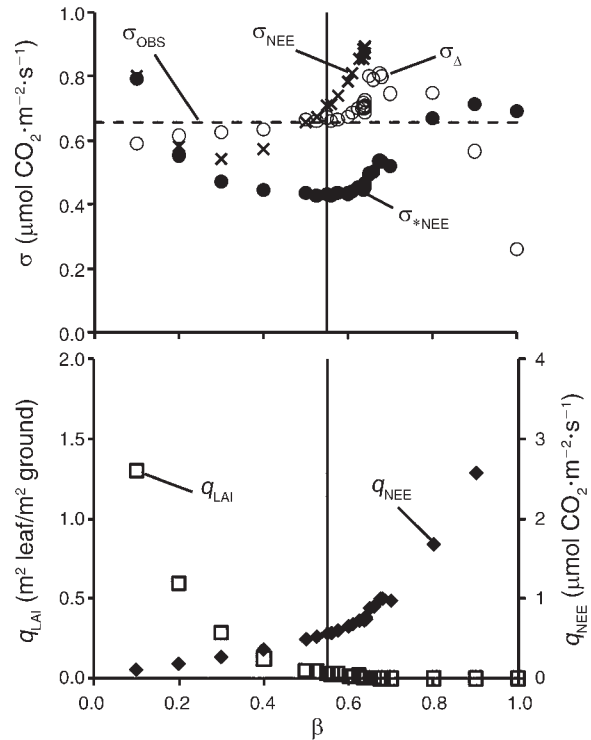 1.0
0.8
0.6
0.4
0.2
0.0
σ (μmol CO₂·m⁻²·s⁻¹)
σOBS
σNEE
σΔ
σ*NEE
2.0
1.5
1.0
0.5
0.0
qLAI (m² leaf/m² ground)
qLAI
qNEE
4
3
2
1
0
qNEE (μmol CO₂·m⁻²·s⁻¹)
0.0 0.2 0.4 0.6 0.8 1.0
β